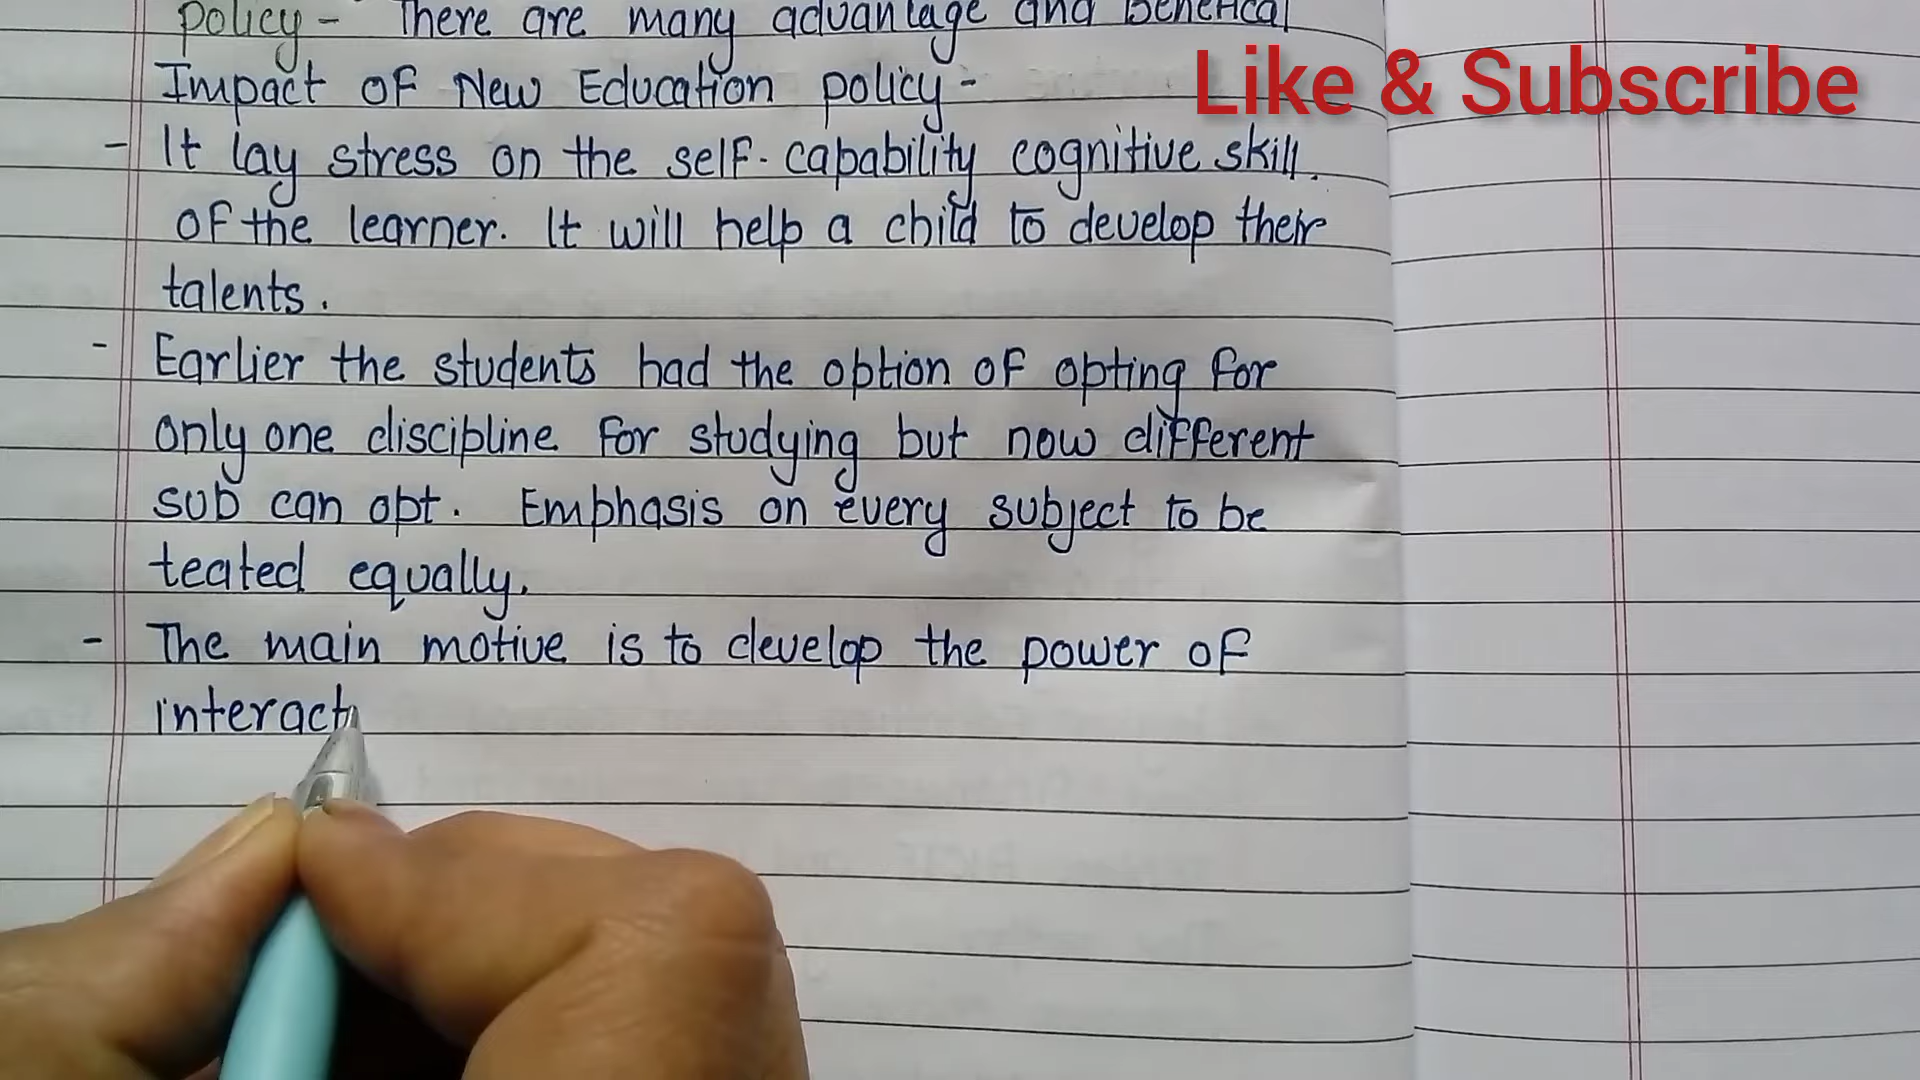 policy - There are many advantage and benefical
Like & Subscribe
Impact of New Education policy -
- It lay stress on the self-capability cognitive skill.
of the learner. It will help a child to develop their
talents.
- Earlier the students had the option of opting for
only one discipline for studying but now different
sub can opt. Emphasis on every subject to be
teated equally.
- The main motive is to develop the power of
interact